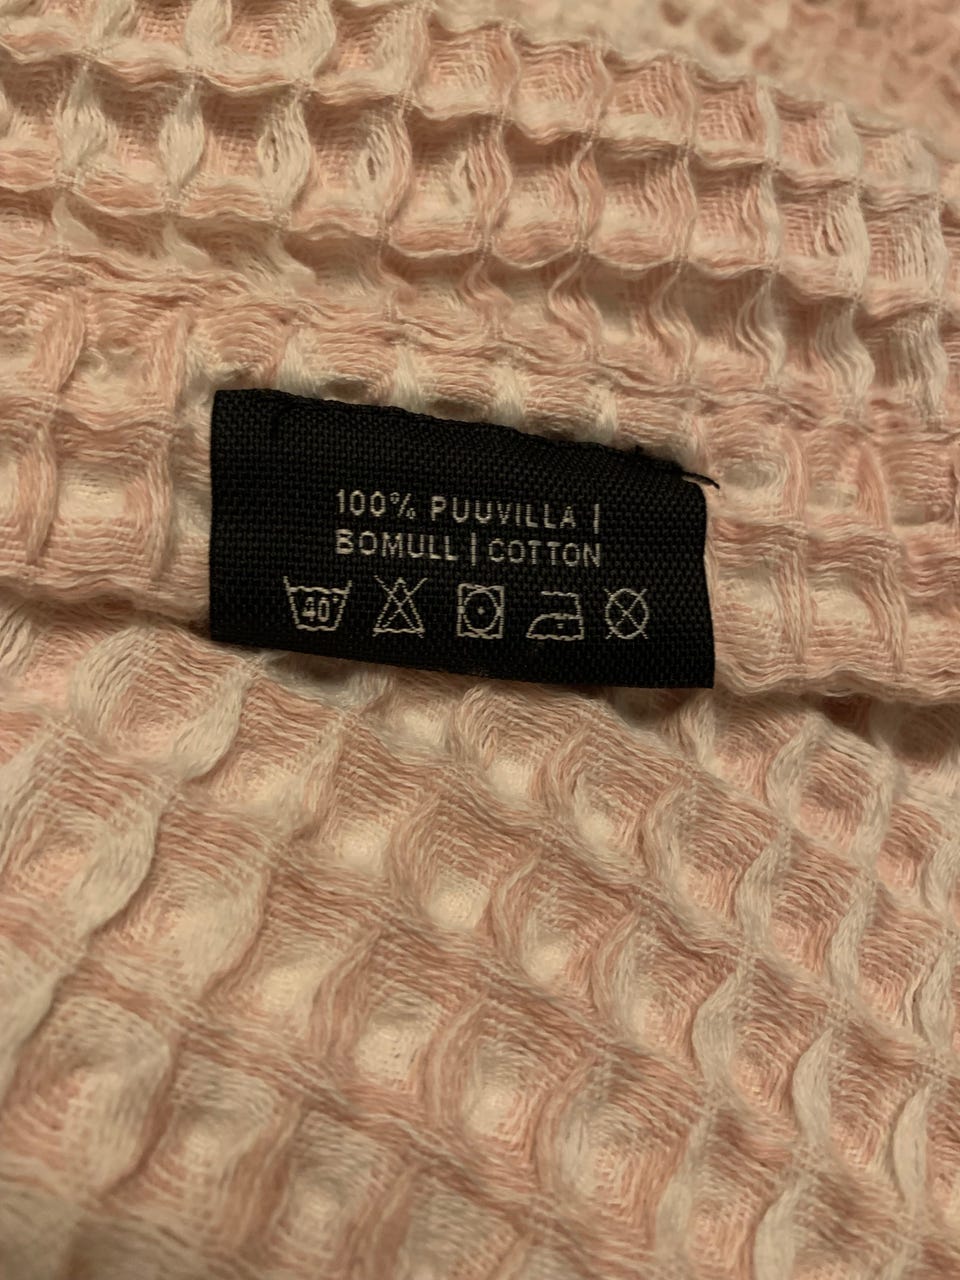 100% PUUVILLA |
BOMULL | COTTON
40°